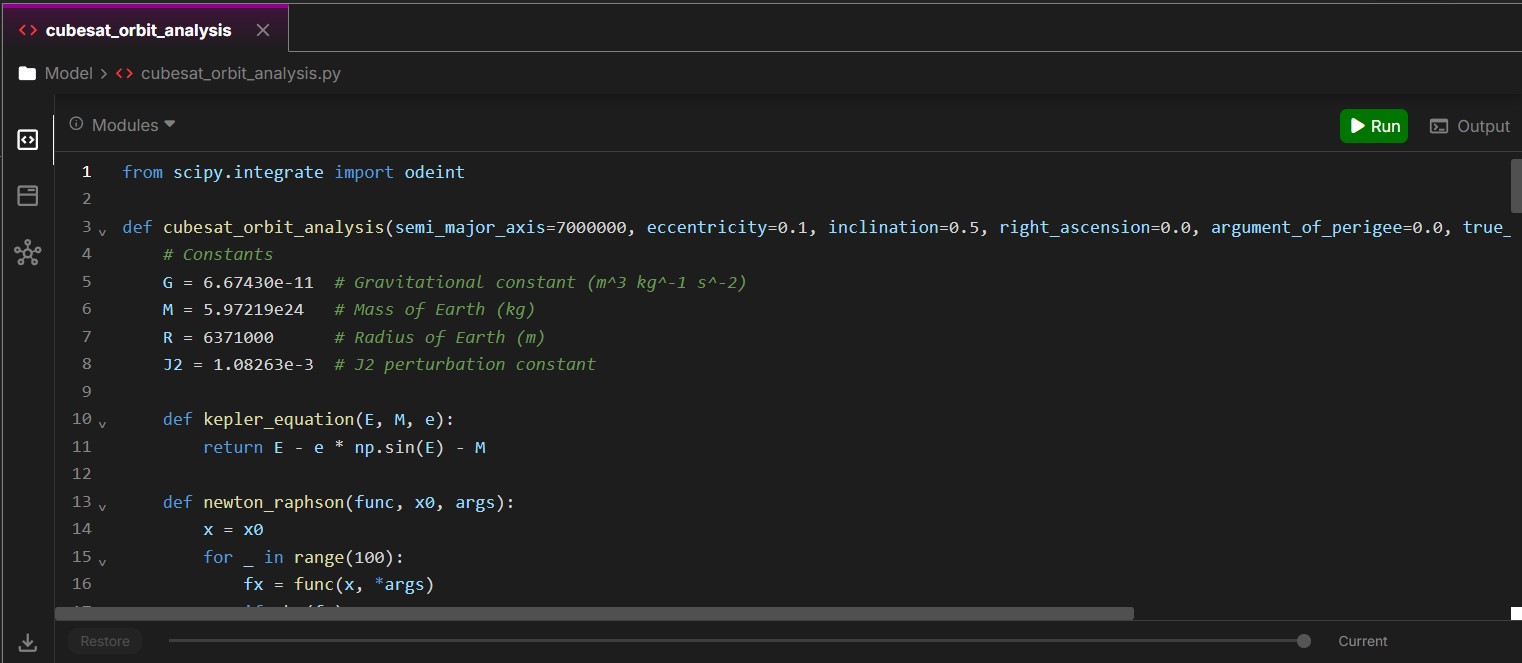 cubesat_orbit_analysis
Model > cubesat_orbit_analysis.py
Modules
Run
Output
1 from scipy.integrate import odeint
2
3 def cubesat_orbit_analysis(semi_major_axis=7000000, eccentricity=0.1, inclination=0.5, right_ascension=0.0, argument_of_perigee=0.0, true_
4     # Constants
5     G = 6.67430e-11  # Gravitational constant (m^3 kg^-1 s^-2)
6     M = 5.97219e24   # Mass of Earth (kg)
7     R = 6371000      # Radius of Earth (m)
8     J2 = 1.08263e-3  # J2 perturbation constant
9
10     def kepler_equation(E, M, e):
11         return E - e * np.sin(E) - M
12
13     def newton_raphson(func, x0, args):
14         x = x0
15         for _ in range(100):
16             fx = func(x, *args)
Restore
Current